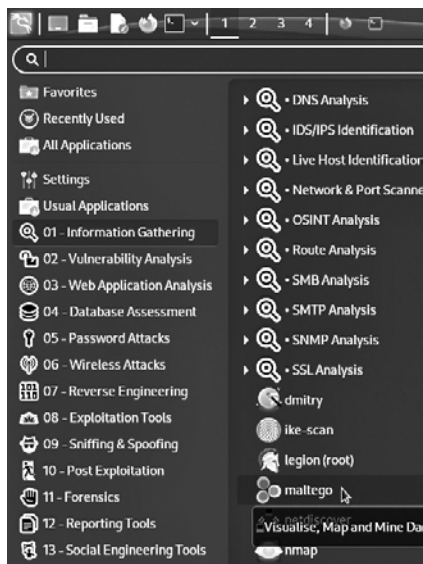 1 2 3 4
Favorites
Recently Used
All Applications
Settings
Usual Applications
01 - Information Gathering
02 - Vulnerability Analysis
03 - Web Application Analysis
04 - Database Assessment
05 - Password Attacks
06 - Wireless Attacks
07 - Reverse Engineering
08 - Exploitation Tools
09 - Sniffing & Spoofing
10 - Post Exploitation
11 - Forensics
12 - Reporting Tools
13 - Social Engineering Tools
• DNS Analysis
• IDS/IPS Identification
• Live Host Identification
• Network & Port Scanne
• OSINT Analysis
• Route Analysis
• SMB Analysis
• SMTP Analysis
• SNMP Analysis
• SSL Analysis
dmitry
ike-scan
legion (root)
maltego
netdiscover
Visualise, Map and Mine Da
nmap